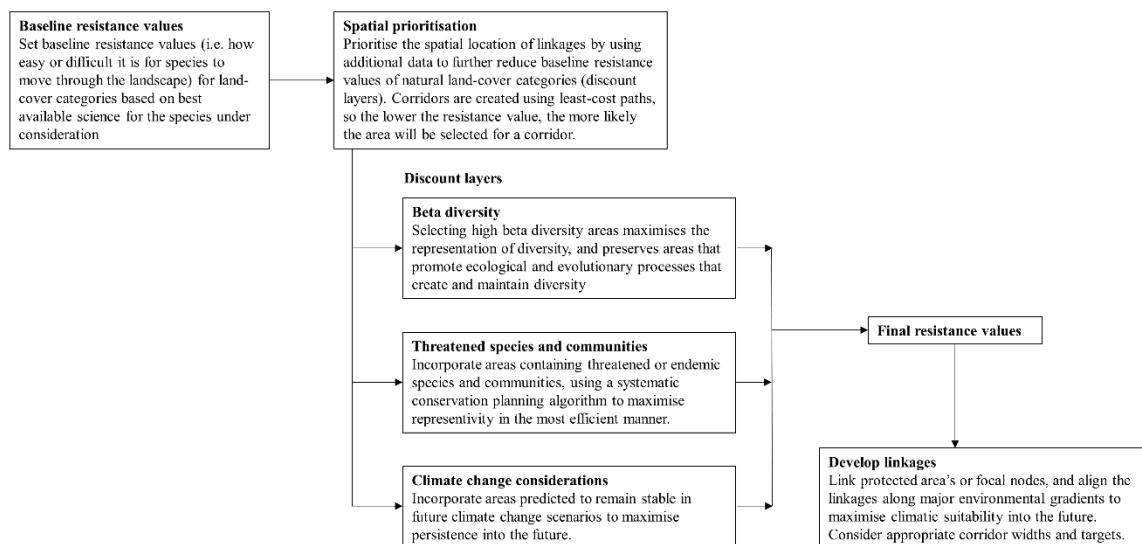 Baseline resistance values
Set baseline resistance values (i.e. how
easy or difficult it is for species
to move through the landscape) for land-
cover categories based on best
available science for the species under
consideration
Spatial prioritisation
Prioritise the spatial location of linkages by using
additional data to further reduce baseline resistance
values of natural land-cover categories (discount
layers). Corridors are created using least-cost paths,
so the lower the resistance value, the more likely
the area will be selected for a corridor.
Discount layers
Beta diversity
Selecting high beta diversity areas maximises the
representation of diversity, and preserves areas that
promote ecological and evolutionary processes that
create and maintain diversity
Threatened species and communities
Incorporate areas containing threatened or endemic
species and communities, using a systematic
conservation planning algorithm to maximise
representivity in the most efficient manner.
Climate change considerations
Incorporate areas predicted to remain stable in
future climate change scenarios to maximise
persistence into the future.
Final resistance values
Develop linkages
Link protected area's or focal nodes, and align the
linkages along major environmental gradients to
maximise climatic suitability into the future.
Consider appropriate corridor widths and targets.